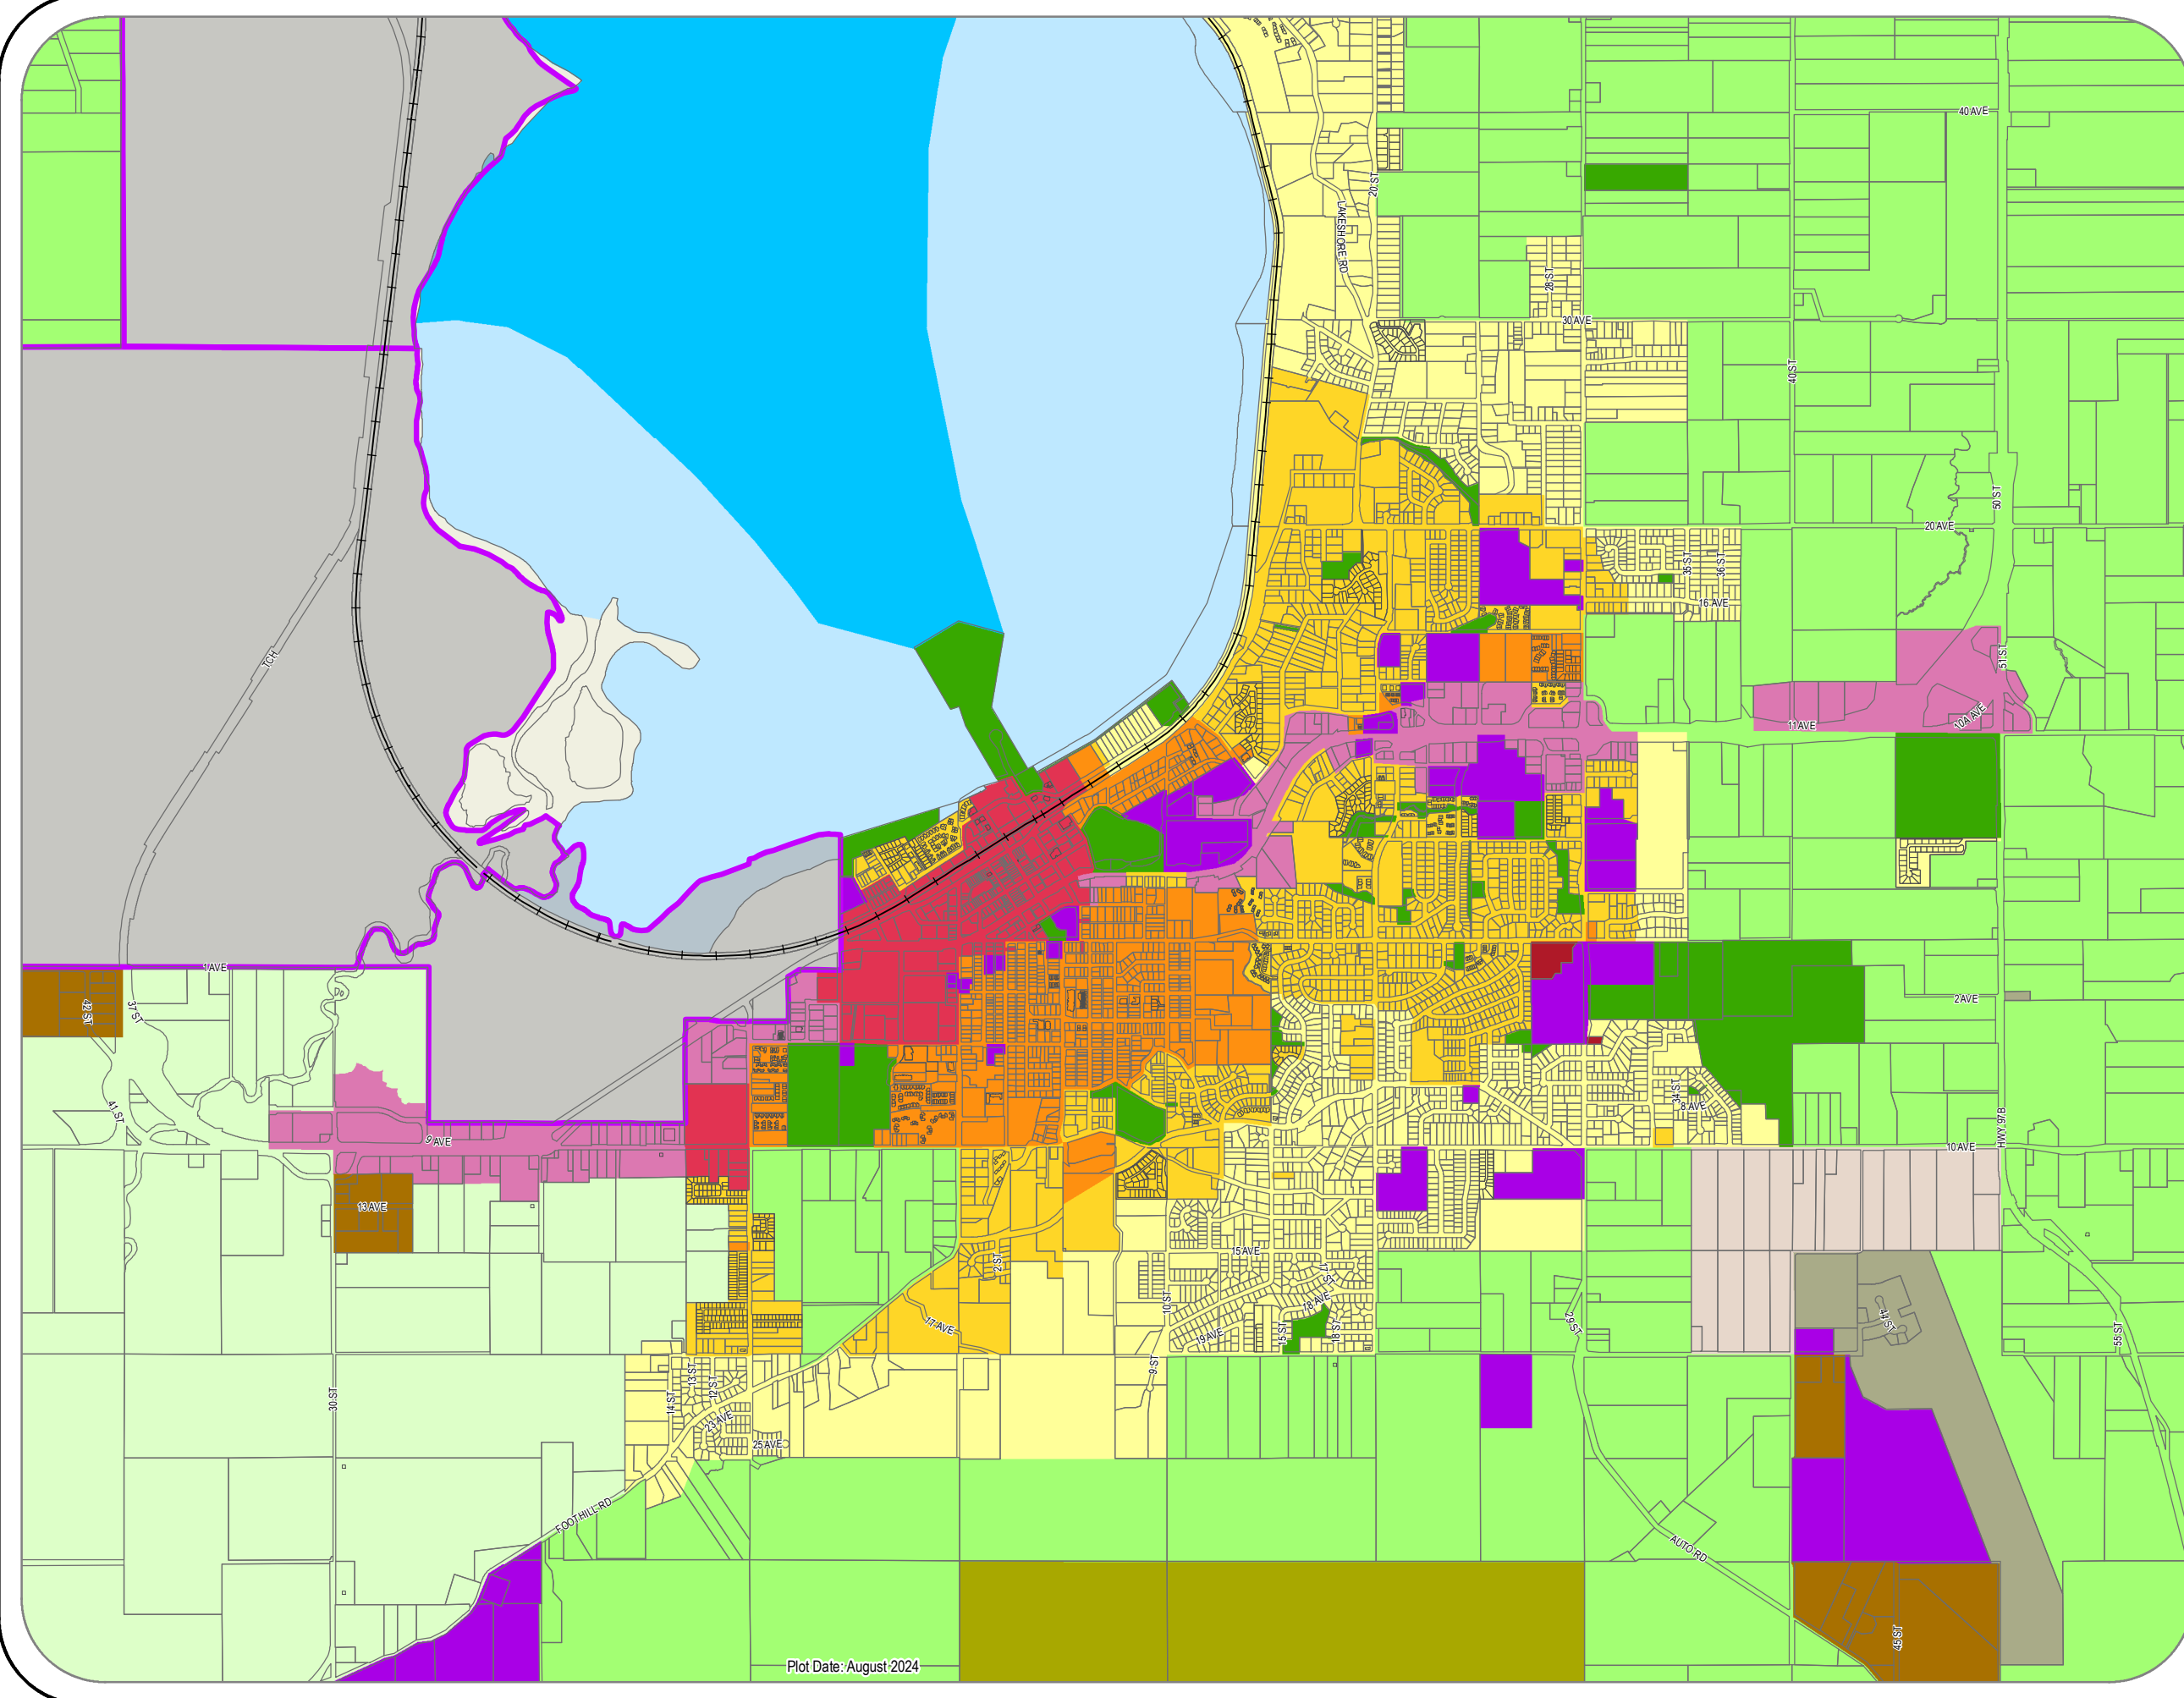 40 AVE
20 ST
LAKESHORE RD
28 ST
30 AVE
40 ST
50 ST
20 AVE
35 ST
36 ST
16 AVE
TCH
51 ST
10A AVE
11 AVE
1 AVE
2 AVE
42 ST
37 ST
34 ST
8 AVE
41 ST
9 AVE
HWY 97B
10 AVE
13 AVE
15 AVE
2 ST
17 ST
10 ST
18 AVE
44 ST
17 AVE
19 AVE
15 ST
18 ST
29 ST
55 ST
9 ST
13 ST
12 ST
30 ST
14 ST
23 AVE
25 AVE
FOOTHILL RD
AUTO RD
45 ST
Plot Date: August 2024